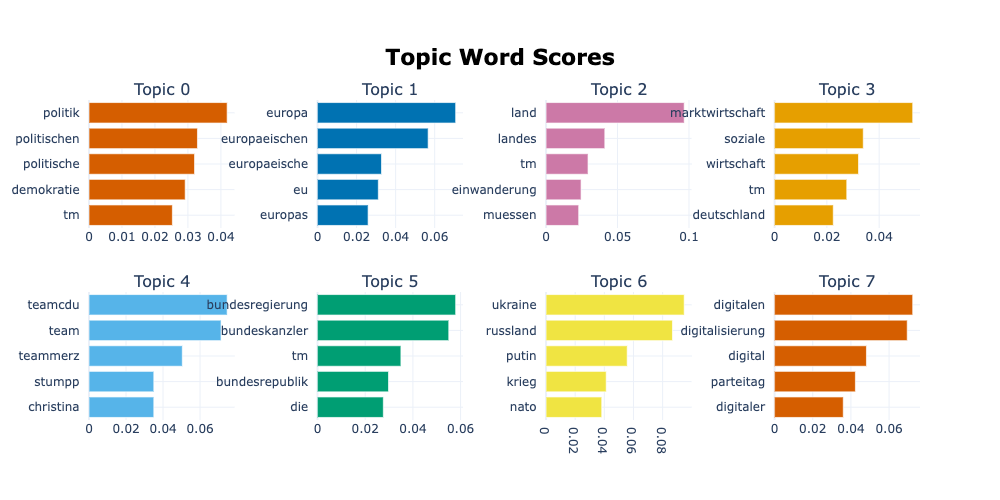 Topic Word Scores
Topic 0
politik
politischen
politische
demokratie
tm
0 0.01 0.02 0.03 0.04
Topic 1
europa
europaeischen
europaeische
eu
europas
0 0.02 0.04 0.06
Topic 2
land
landes
tm
einwanderung
muessen
0 0.05 0.1
Topic 3
marktwirtschaft
soziale
wirtschaft
tm
deutschland
0 0.02 0.04
Topic 4
teamcdu
team
teammerz
stumpp
christina
0 0.02 0.04 0.06
Topic 5
bundesregierung
bundeskanzler
tm
bundesrepublik
die
0 0.02 0.04 0.06
Topic 6
ukraine
russland
putin
krieg
nato
0 0.02 0.04 0.06 0.08
Topic 7
digitalen
digitalisierung
digital
parteitag
digitaler
0 0.02 0.04 0.06